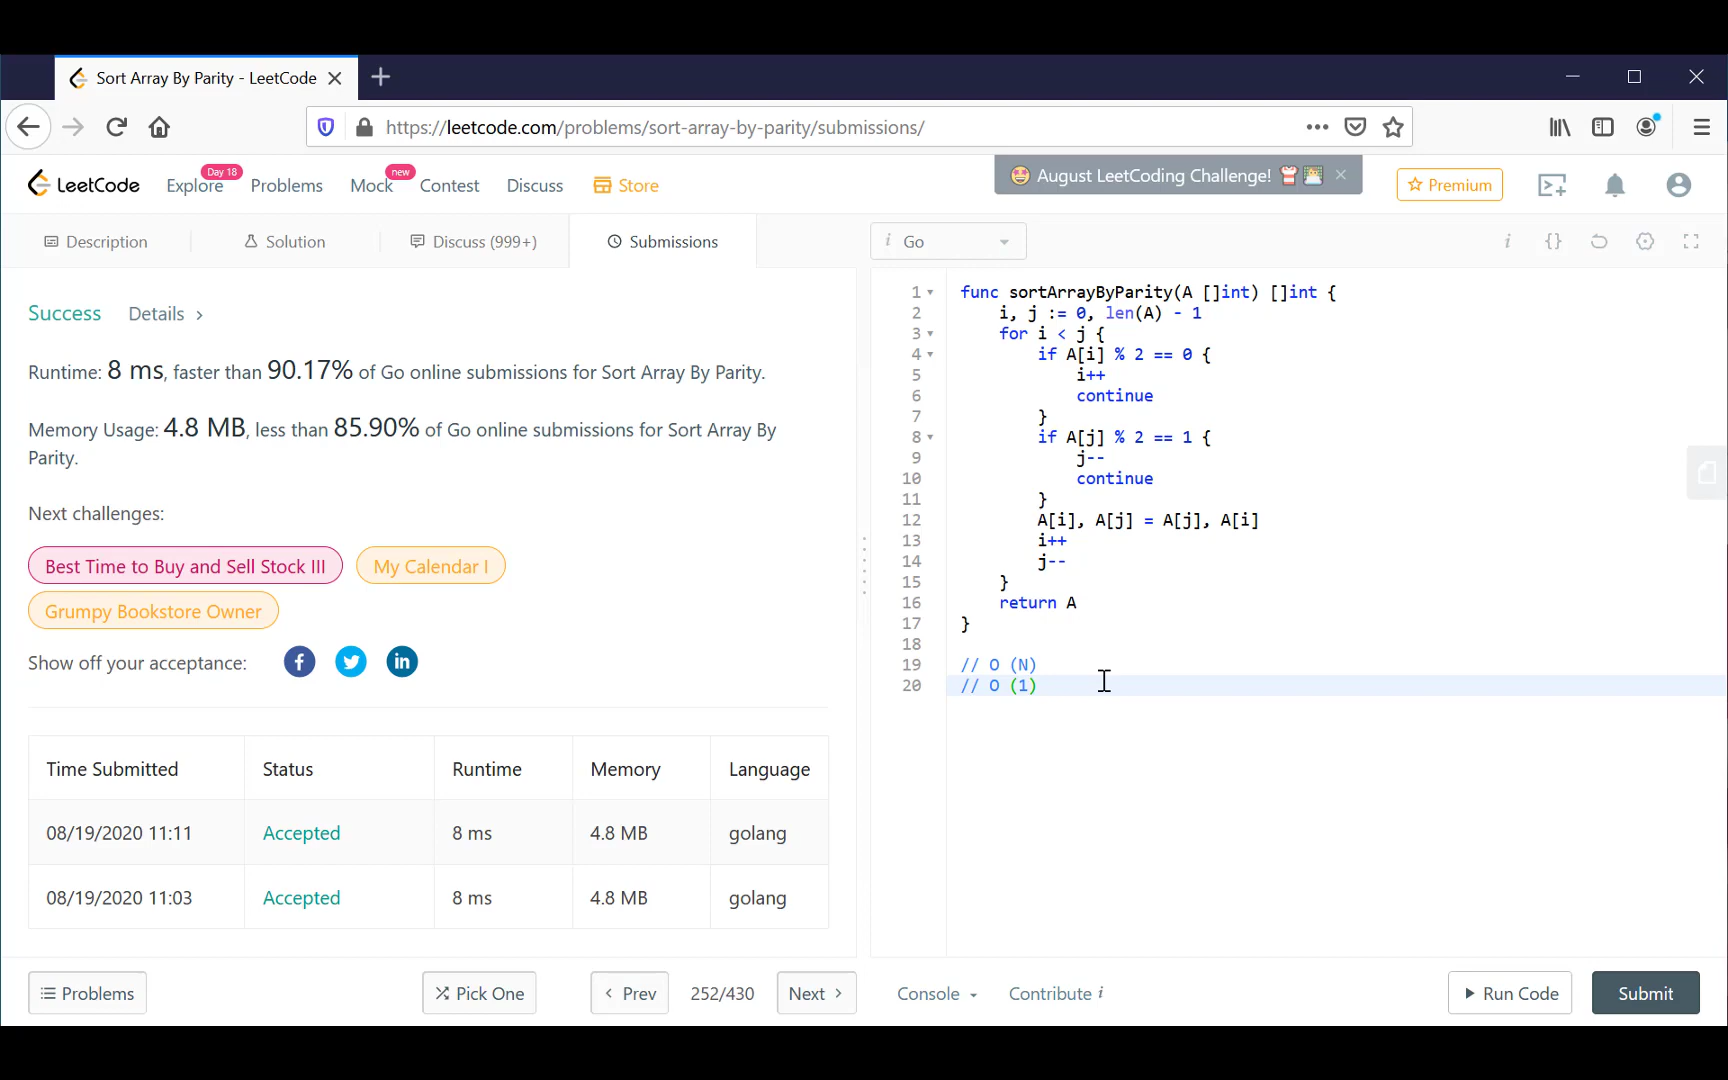 Sort Array By Parity - LeetCode
https://leetcode.com/problems/sort-array-by-parity/submissions/
LeetCode
Explore
Day 18
Problems
Mock
new
Contest
Discuss
Store
August LeetCoding Challenge!
Premium
Description
Solution
Discuss (999+)
Submissions
i Go
i
{}
Success
Details
Runtime: 8 ms, faster than 90.17% of Go online submissions for Sort Array By Parity.
Memory Usage: 4.8 MB, less than 85.90% of Go online submissions for Sort Array By
Parity.
Next challenges:
Best Time to Buy and Sell Stock III
My Calendar I
Grumpy Bookstore Owner
Show off your acceptance:
Time Submitted Status Runtime Memory Language
08/19/2020 11:11 Accepted 8 ms 4.8 MB golang
08/19/2020 11:03 Accepted 8 ms 4.8 MB golang
1 func sortArrayByParity(A []int) []int {
2 i, j := 0, len(A) - 1
3 for i < j {
4 if A[i] % 2 == 0 {
5 i++
6 continue
7 }
8 if A[j] % 2 == 1 {
9 j--
10 continue
11 }
12 A[i], A[j] = A[j], A[i]
13 i++
14 j--
15 }
16 return A
17 }
18
19 // O (N)
20 // O (1)
Problems
Pick One
Prev
252/430
Next
Console
Contribute i
Run Code
Submit